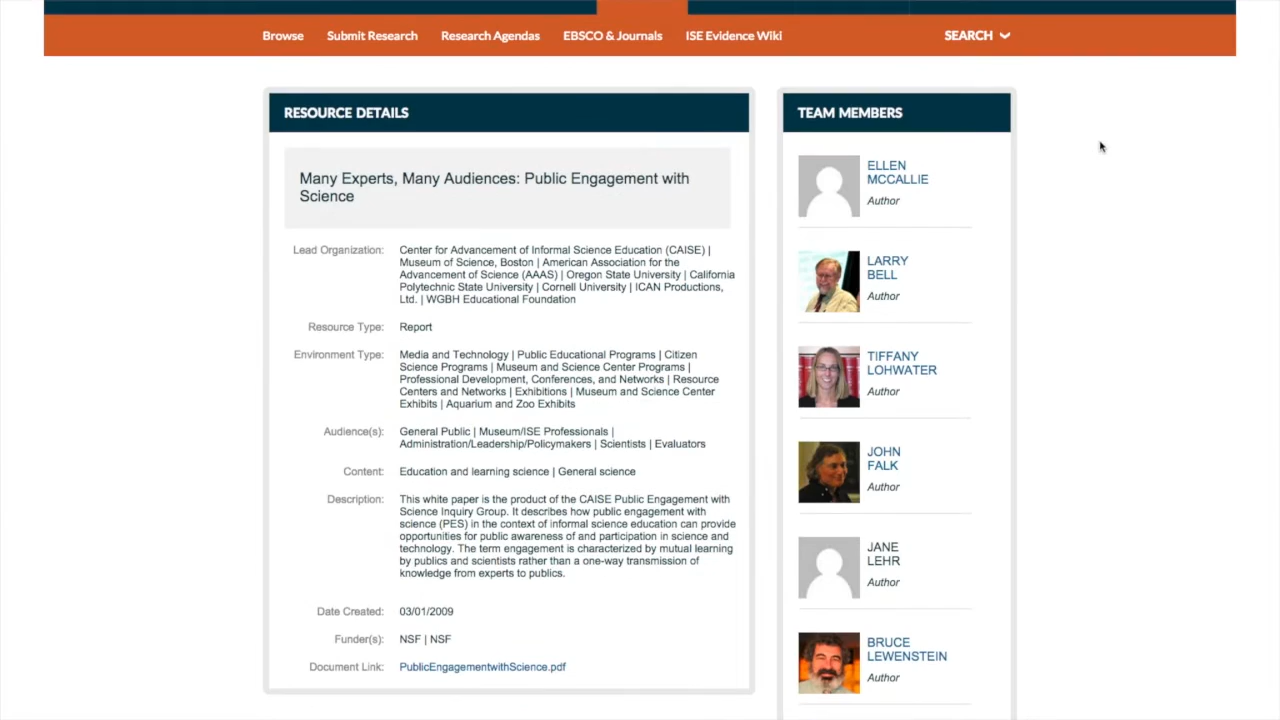 Browse Submit Research Research Agendas EBSCO & Journals ISE Evidence Wiki SEARCH
RESOURCE DETAILS
Many Experts, Many Audiences: Public Engagement with
Science
Lead Organization: Center for Advancement of Informal Science Education (CAISE) |
Museum of Science, Boston | American Association for the
Advancement of Science (AAAS) | Oregon State University | California
Polytechnic State University | Cornell University | ICAN Productions,
Ltd. | WGBH Educational Foundation
Resource Type: Report
Environment Type: Media and Technology | Public Educational Programs | Citizen
Science Programs | Museum and Science Center Programs |
Professional Development, Conferences, and Networks | Resource
Centers and Networks | Exhibitions | Museum and Science Center
Exhibits | Aquarium and Zoo Exhibits
Audience(s): General Public | Museum/ISE Professionals |
Administration/Leadership/Policymakers | Scientists | Evaluators
Content: Education and learning science | General science
Description: This white paper is the product of the CAISE Public Engagement with
Science Inquiry Group. It describes how public engagement with
science (PES) in the context of informal science education can provide
opportunities for public awareness of and participation in science and
technology. The term engagement is characterized by mutual learning
by publics and scientists rather than a one-way transmission of
knowledge from experts to publics.
Date Created: 03/01/2009
Funder(s): NSF | NSF
Document Link: PublicEngagementwithScience.pdf
TEAM MEMBERS
ELLEN
MCCALLIE
Author
LARRY
BELL
Author
TIFFANY
LOHWATER
Author
JOHN
FALK
Author
JANE
LEHR
Author
BRUCE
LEWENSTEIN
Author